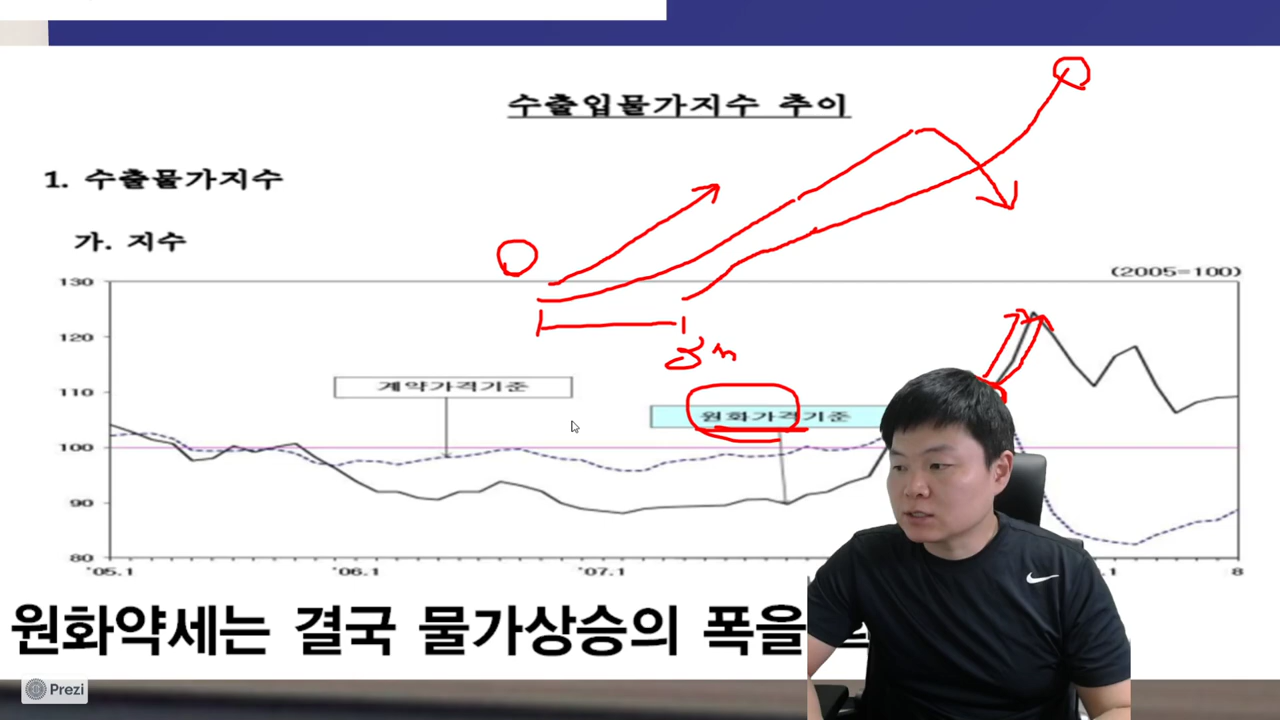 수출입물가지수 추이
1. 수출물가지수
가. 지수
(2005=100)
130
120
110
100
90
80
계약가격기준
원화가격기준
'05.1
'06.1
'07.1
.1
8
원화약세는 결국 물가상승의 폭을
Prezi